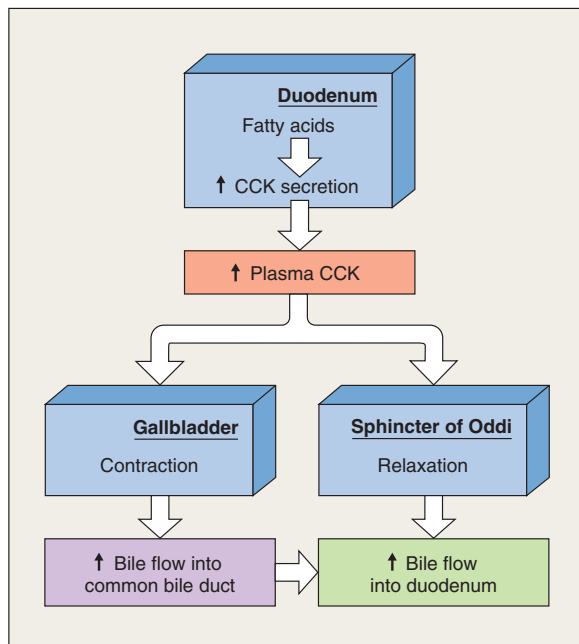 Duodenum
Fatty acids
↑ CCK secretion
↑ Plasma CCK
Gallbladder
Contraction
Sphincter of Oddi
Relaxation
↑ Bile flow into
common bile duct
↑ Bile flow
into duodenum